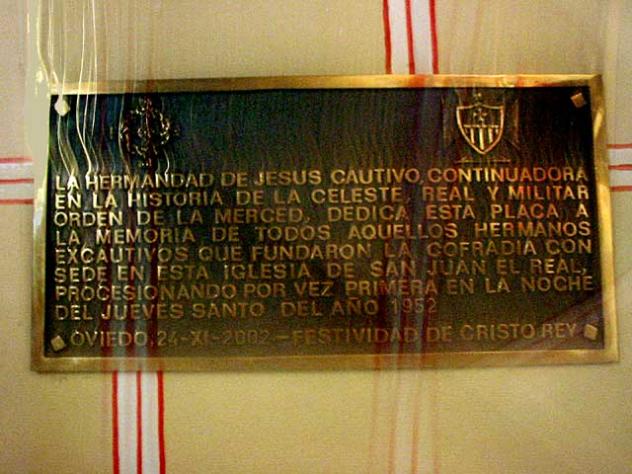 LA HERMANDAD DE JESUS CAUTIVO, CONTINUADORA
EN LA HISTORIA DE LA CELESTE, REAL Y MILITAR
ORDEN DE LA MERCED, DEDICA ESTA PLACA A
LA MEMORIA DE TODOS AQUELLOS HERMANOS
EXCAUTIVOS QUE FUNDARON LA COFRADIA CON
SEDE EN ESTA IGLESIA DE SAN JUAN EL REAL,
PROCESIONANDO POR VEZ PRIMERA EN LA NOCHE
DEL JUEVES SANTO DEL AÑO 1952
OVIEDO, 24-XI-2002 - FESTIVIDAD DE CRISTO REY